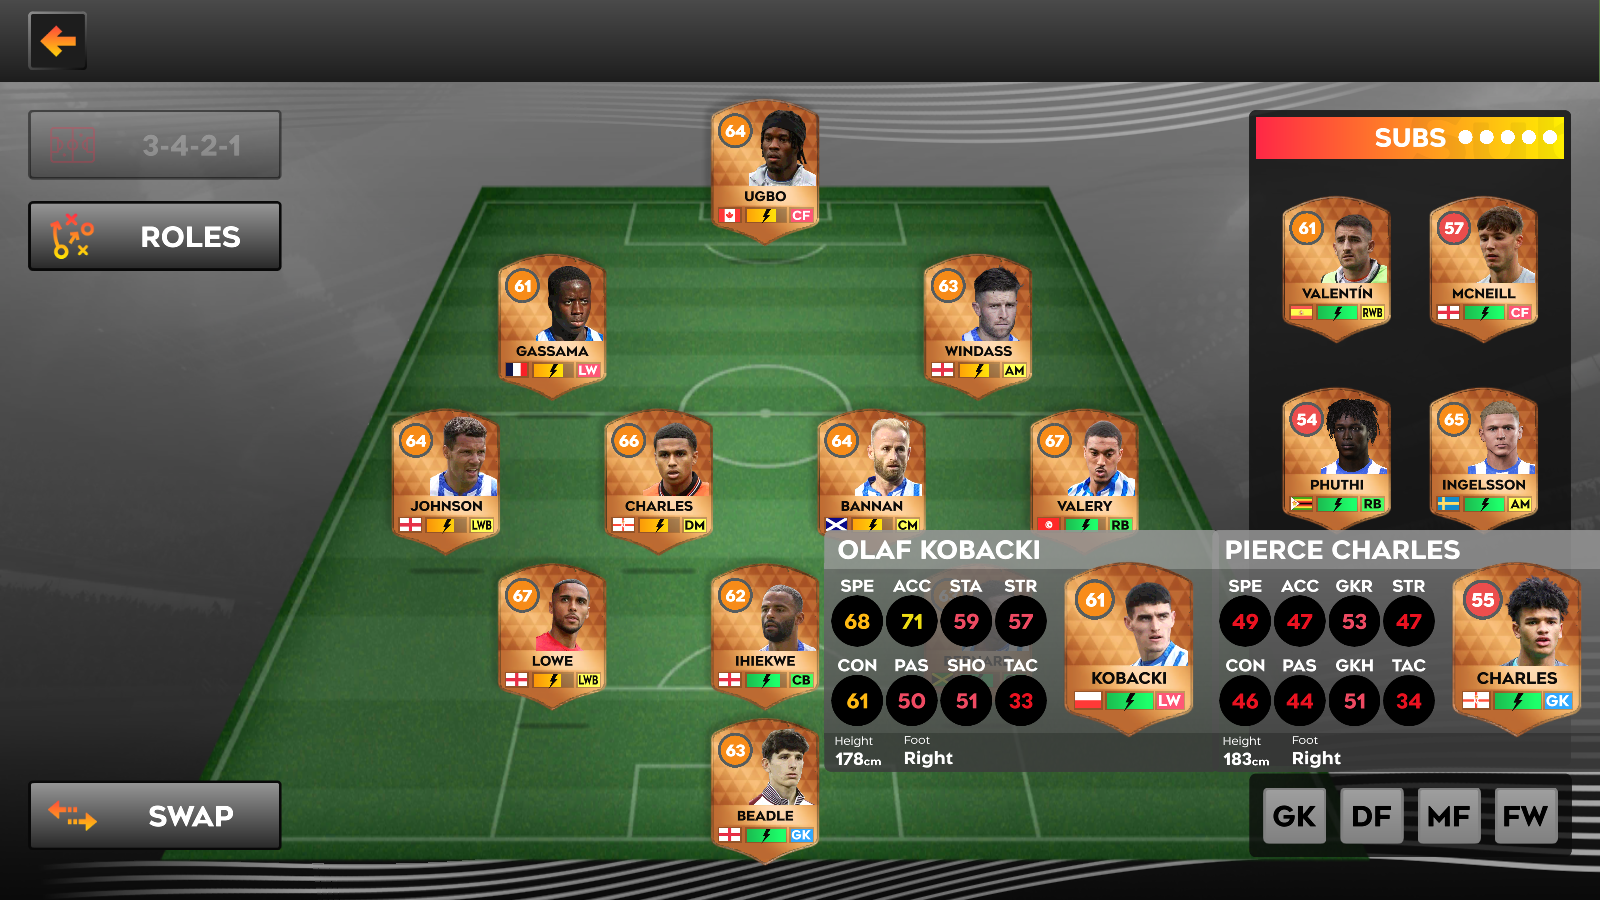 3-4-2-1
ROLES
SWAP
64
UGBO
CF
61
GASSAMA
LW
63
WINDASS
AM
64
JOHNSON
LWB
66
CHARLES
DM
64
BANNAN
CM
67
VALERY
RB
67
LOWE
LWB
62
IHIEKWE
CB
BERNARD
63
BEADLE
GK
SUBS
61
VALENTÍN
RWB
57
MCNEILL
CF
54
PHUTHI
RB
65
INGELSSON
AM
OLAF KOBACKI
SPE ACC STA STR
68 71 59 57
CON PAS SHO TAC
61 50 51 33
Height Foot
178cm Right
61
KOBACKI
LW
PIERCE CHARLES
SPE ACC GKR STR
49 47 53 47
CON PAS GKH TAC
46 44 51 34
Height Foot
183cm Right
55
CHARLES
GK
GK DF MF FW